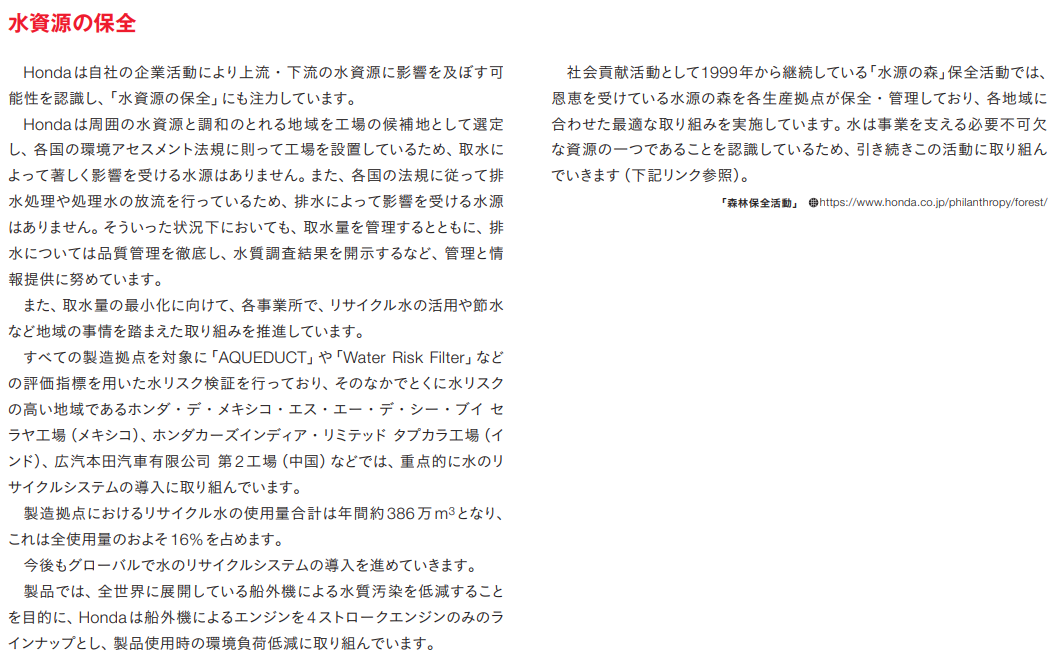 水資源の保全
Hondaは自社の企業活動により上流・下流の水資源に影響を及ぼす可
能性を認識し、「水資源の保全」にも注力しています。
Hondaは周囲の水資源と調和のとれる地域を工場の候補地として選定
し、各国の環境アセスメント法規に則って工場を設置しているため、取水に
よって著しく影響を受ける水源はありません。また、各国の法規に従って排
水処理や処理水の放流を行っているため、排水によって影響を受ける水源
はありません。そういった状況下においても、取水量を管理するとともに、排
水については品質管理を徹底し、水質調査結果を開示するなど、管理と情
報提供に努めています。
また、取水量の最小化に向けて、各事業所で、リサイクル水の活用や節水
など地域の事情を踏まえた取り組みを推進しています。
すべての製造拠点を対象に「AQUEDUCT」や「Water Risk Filter」など
の評価指標を用いた水リスク検証を行っており、そのなかでとくに水リスク
の高い地域であるホンダ・デ・メキシコ・エス・エー・デ・シー・ブイ セ
ラヤ工場（メキシコ）、ホンダカーズインディア・リミテッド タプカラ工場（イ
ンド）、広汽本田汽車有限公司 第２工場（中国）などでは、重点的に水のリ
サイクルシステムの導入に取り組んでいます。
製造拠点におけるリサイクル水の使用量合計は年間約386万m³となり、
これは全使用量のおよそ16％を占めます。
今後もグローバルで水のリサイクルシステムの導入を進めていきます。
製品では、全世界に展開している船外機による水質汚染を低減すること
を目的に、Hondaは船外機によるエンジンを４ストロークエンジンのみのラ
インナップとし、製品使用時の環境負荷低減に取り組んでいます。
社会貢献活動として1999年から継続している「水源の森」保全活動では、
恩恵を受けている水源の森を各生産拠点が保全・管理しており、各地域に
合わせた最適な取り組みを実施しています。水は事業を支える必要不可欠
な資源の一つであることを認識しているため、引き続きこの活動に取り組ん
でいきます（下記リンク参照）。
「森林保全活動」 https://www.honda.co.jp/philanthropy/forest/